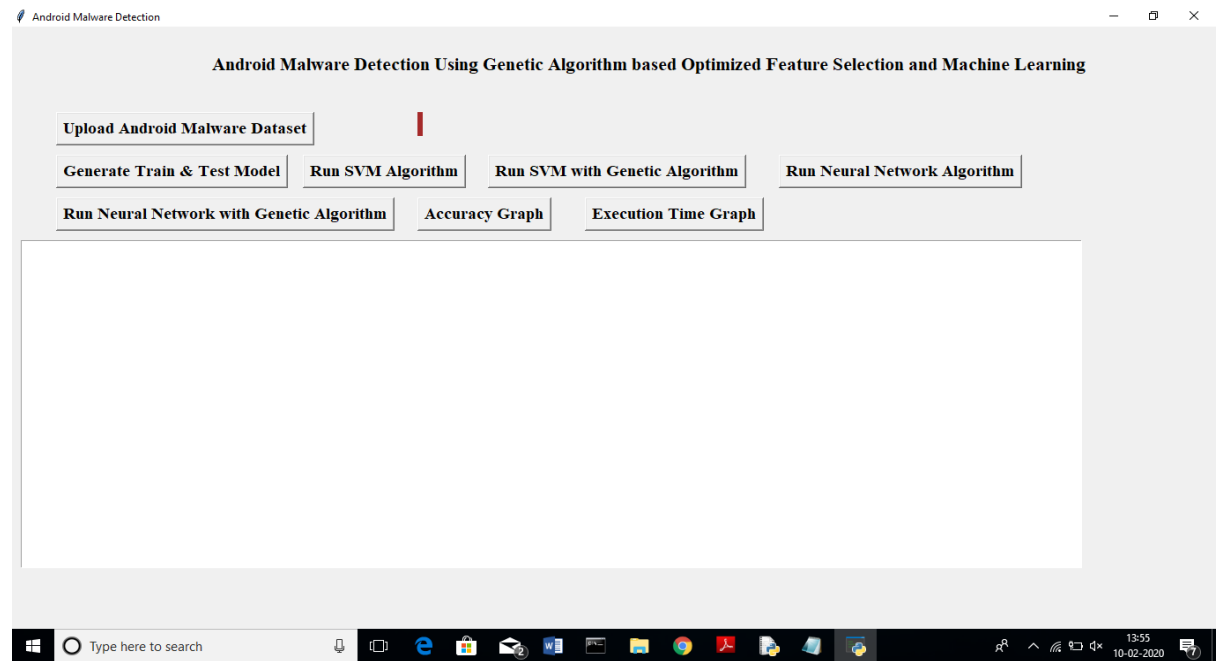 Android Malware Detection
Android Malware Detection Using Genetic Algorithm based Optimized Feature Selection and Machine Learning
Upload Android Malware Dataset
Generate Train & Test Model Run SVM Algorithm Run SVM with Genetic Algorithm Run Neural Network Algorithm
Run Neural Network with Genetic Algorithm Accuracy Graph Execution Time Graph
Type here to search
13:55
10-02-2020